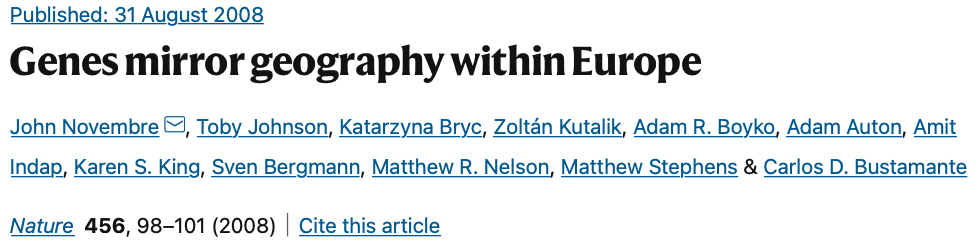 Published: 31 August 2008
Genes mirror geography within Europe
John Novembre, Toby Johnson, Katarzyna Bryc, Zoltán Kutalik, Adam R. Boyko, Adam Auton, Amit
Indap, Karen S. King, Sven Bergmann, Matthew R. Nelson, Matthew Stephens & Carlos D. Bustamante
Nature 456, 98–101 (2008) | Cite this article